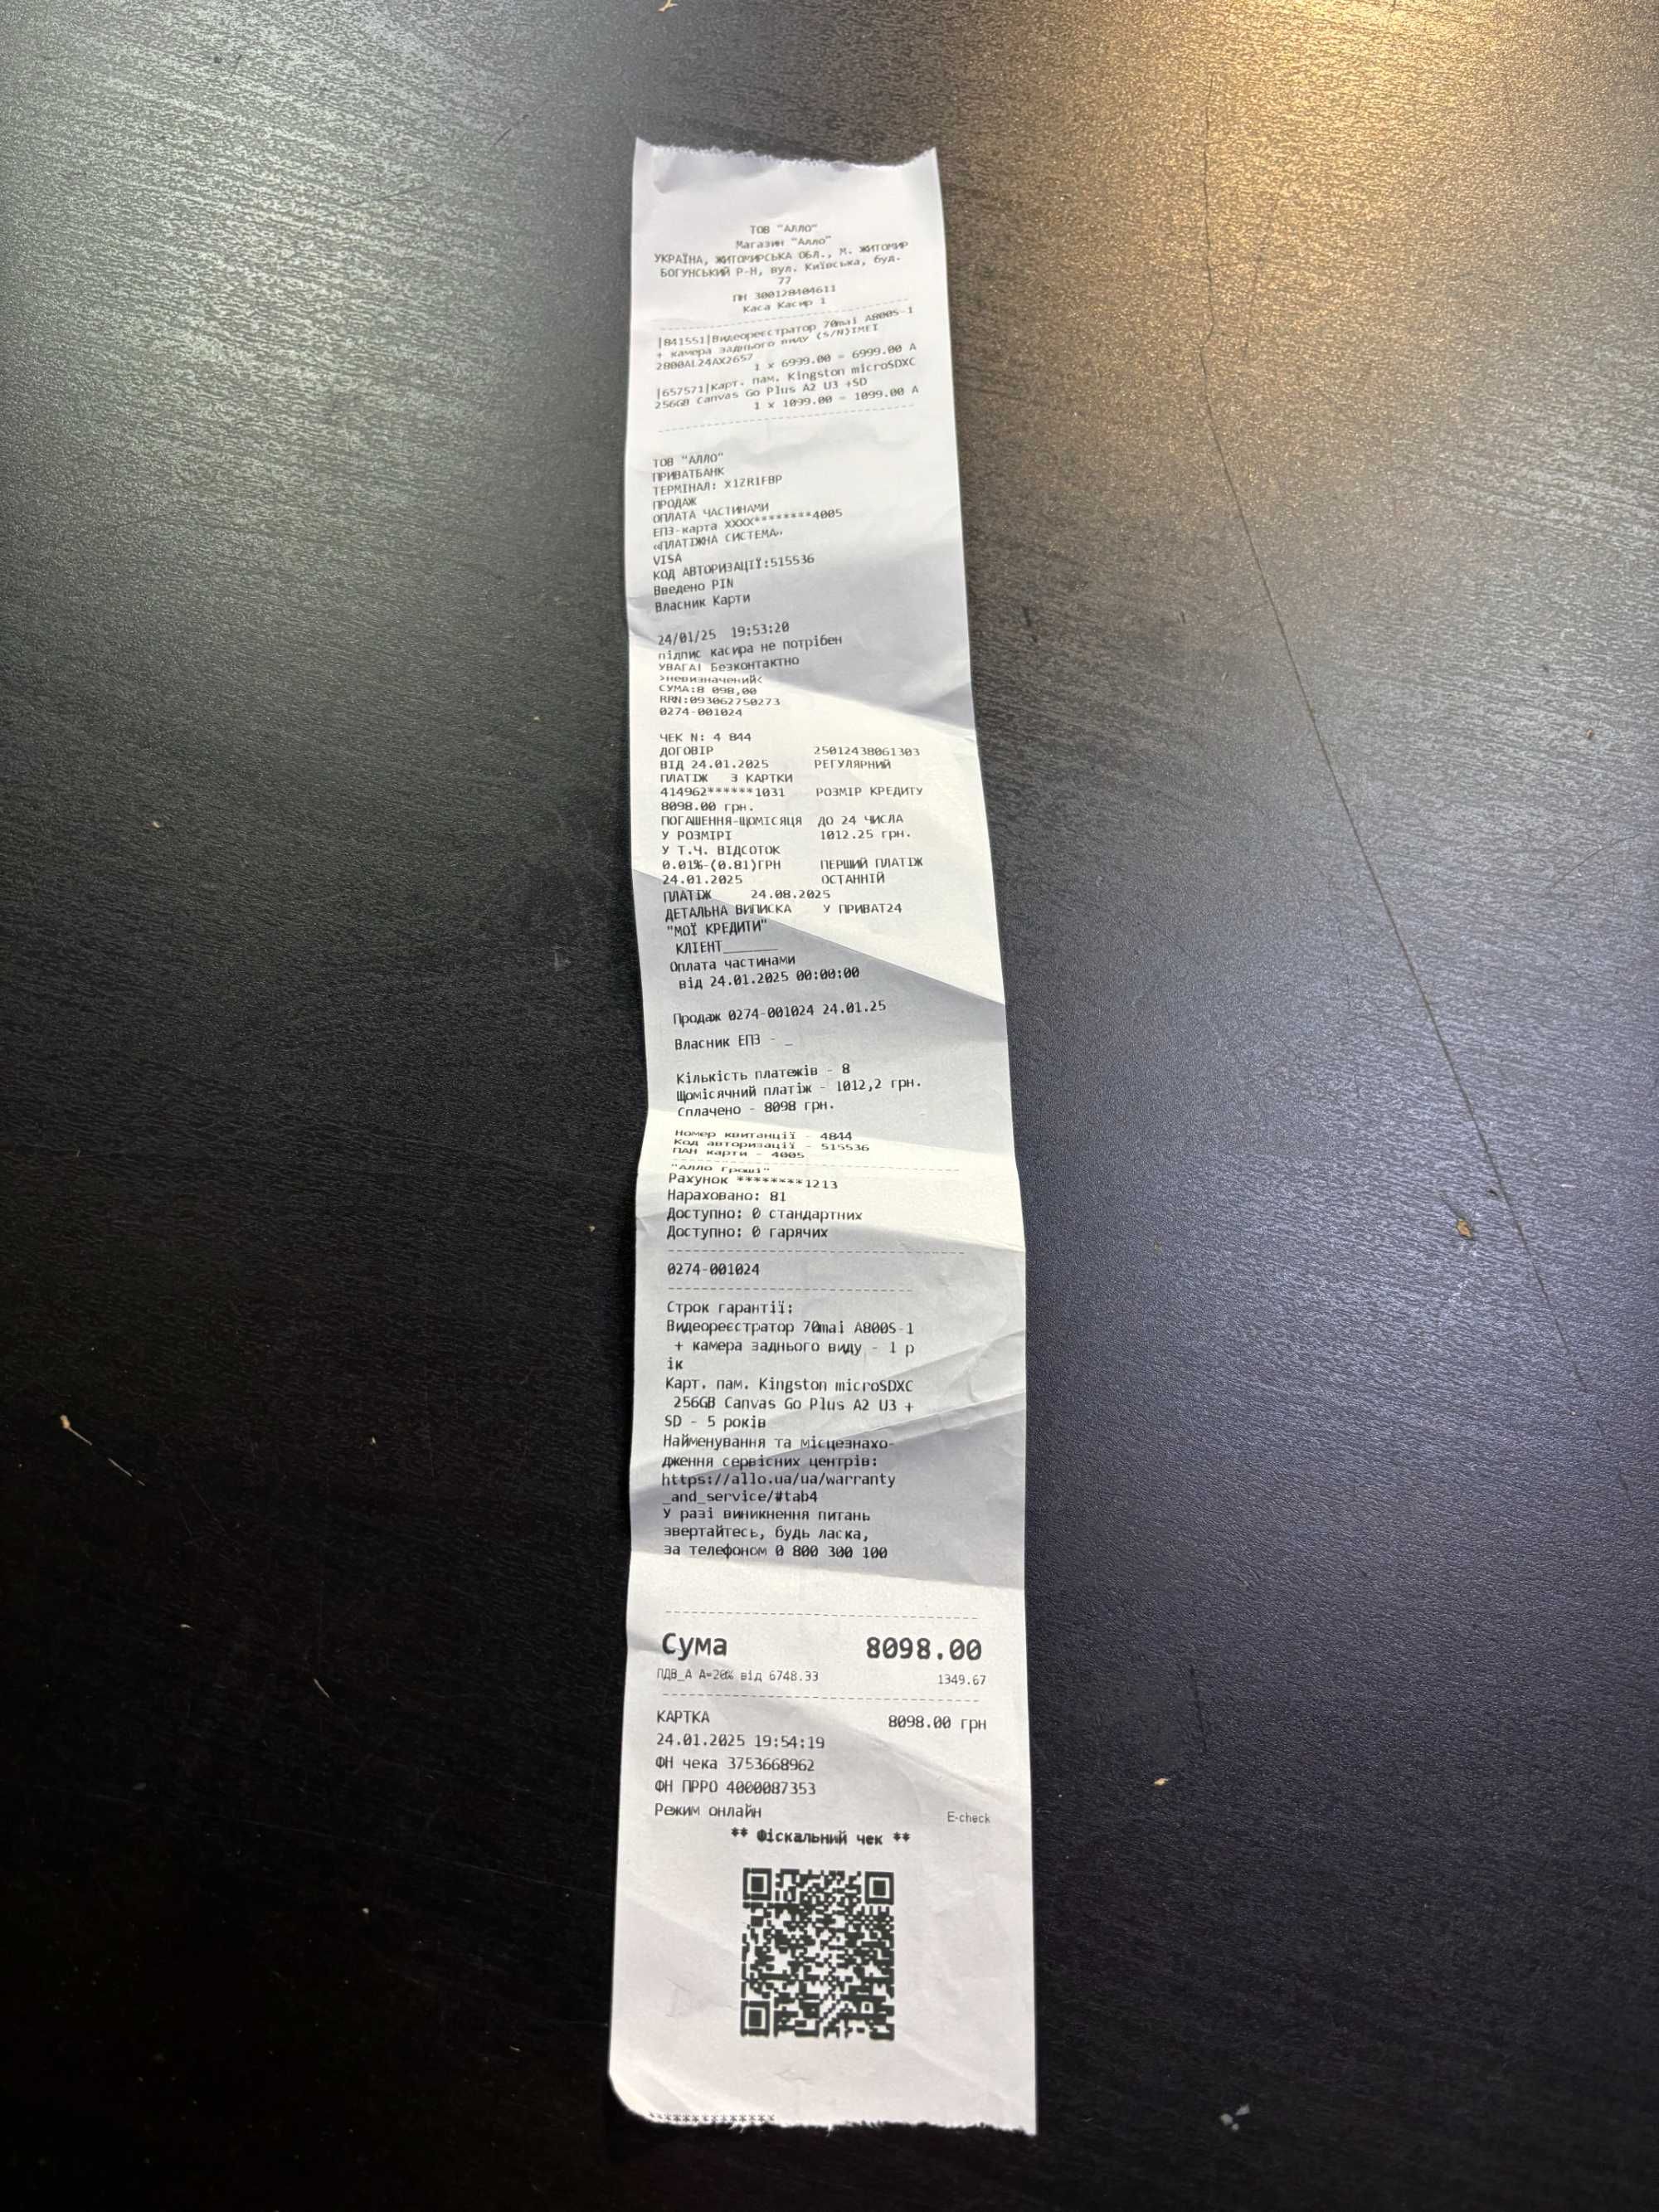 ТОВ "АЛЛО"
Магазин "Алло"
УКРАЇНА, ЖИТОМИРСЬКА ОБЛ., М. ЖИТОМИР
БОГУНСЬКИЙ Р-Н, вул. Київська, буд.
77
ПН 300128404611
Каса Касир 1
|841551|Видеореєстратор 70mai A800S-1
+ камера заднього виду (S/N)IMEI
2800AL24AX2657
1 x 6999.00 = 6999.00 А
|657571|Карт. пам. Kingston microSDXC
256GB Canvas Go Plus A2 U3 +SD
1 x 1099.00 = 1099.00 А
ТОВ "АЛЛО"
ПРИВАТБАНК
ТЕРМІНАЛ: X1ZR1FBP
ПРОДАЖ
ОПЛАТА ЧАСТИНАМИ
ЕПЗ-карта XXXX********4005
«ПЛАТІЖНА СИСТЕМА»
VISA
КОД АВТОРИЗАЦІЇ:515536
Введено PIN
Власник Карти
24/01/25 19:53:20
підпис касира не потрібен
УВАГА! Безконтактно
>невизначений<
СУМА:8 098,00
RRN:093062750273
0274-001024
ЧЕК N: 4 844
ДОГОВІР 25012438061303
ВІД 24.01.2025 РЕГУЛЯРНИЙ
ПЛАТІЖ З КАРТКИ
414962******1031 РОЗМІР КРЕДИТУ
8098.00 грн.
ПОГАШЕННЯ-ЩОМІСЯЦЯ ДО 24 ЧИСЛА
У РОЗМІРІ 1012.25 грн.
У Т.Ч. ВІДСОТОК
0.01%-(0.81)ГРН ПЕРШИЙ ПЛАТІЖ
24.01.2025 ОСТАННІЙ
ПЛАТІЖ 24.08.2025
ДЕТАЛЬНА ВИПИСКА У ПРИВАТ24
"МОЇ КРЕДИТИ"
КЛІЕНТ_______
Оплата частинами
від 24.01.2025 00:00:00
Продаж 0274-001024 24.01.25
Власник ЕПЗ - _
Кількість платежів - 8
Щомісячний платіж - 1012,2 грн.
Сплачено - 8098 грн.
Номер квитанції - 4844
Код авторизації - 515536
ПАН карти - 4005
"Алло Гроші"
Рахунок ********1213
Нараховано: 81
Доступно: 0 стандартних
Доступно: 0 гарячих
0274-001024
Строк гарантії:
Видеореєстратор 70mai A800S-1
+ камера заднього виду - 1 р
ік
Карт. пам. Kingston microSDXC
256GB Canvas Go Plus A2 U3 +
SD - 5 років
Найменування та місцезнахо-
дження сервісних центрів:
https://allo.ua/ua/warranty
_and_service/#tab4
У разі виникнення питань
звертайтесь, будь ласка,
за телефоном 0 800 300 100
Сума 8098.00
ПДВ_А А=20% від 6748.33 1349.67
КАРТКА 8098.00 грн
24.01.2025 19:54:19
ФН чека 3753668962
ФН ПРРО 4000087353
Режим онлайн E-check
** Фіскальний чек **